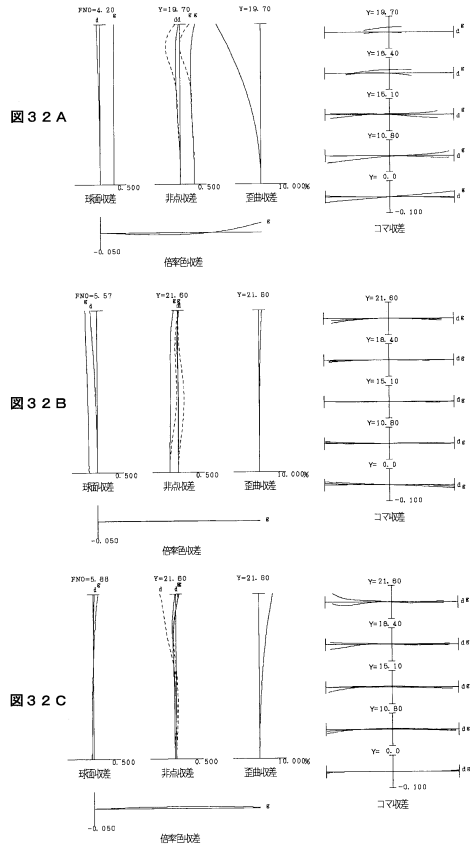 FNO=4.20 Y=19.70 Y=19.70
d g dd g g
図32A
0.500 0.500 10.000%
球面収差 非点収差 歪曲収差
g
-0.050
倍率色収差
Y=19.70
d g
Y=18.40
d g
Y=15.10
d g
Y=10.80
d g
Y= 0.0
d g
-0.100
コマ収差
FNO=5.57 Y=21.60 Y=21.60
g d g g d d
図32B
0.500 0.500 10.000%
球面収差 非点収差 歪曲収差
g
-0.050
倍率色収差
Y=21.60
d g
Y=18.40
d g
Y=15.10
d g
Y=10.80
d g
Y= 0.0
d g
-0.100
コマ収差
FNO=5.88 Y=21.60 Y=21.60
d g d d g
図32C
0.500 0.500 10.000%
球面収差 非点収差 歪曲収差
g
-0.050
倍率色収差
Y=21.60
d g
Y=18.40
d g
Y=15.10
d g
Y=10.80
d g
Y= 0.0
d g
-0.100
コマ収差